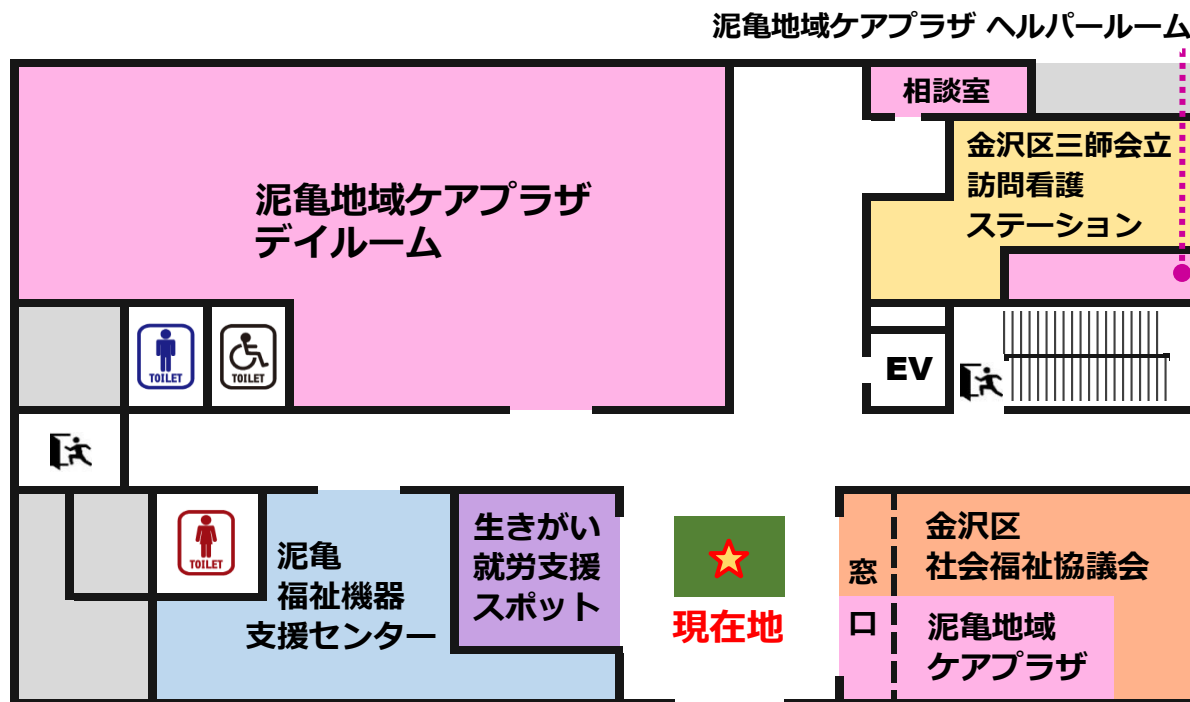 泥亀地域ケアプラザ ヘルパールーム
相談室
金沢区三師会立
訪問看護
ステーション
泥亀地域ケアプラザ
デイルーム
TOILET
TOILET
EV
TOILET
泥亀
福祉機器
支援センター
生きがい
就労支援
スポット
現在地
窓
口
金沢区
社会福祉協議会
泥亀地域
ケアプラザ